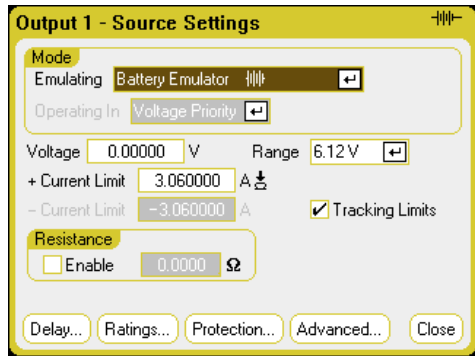 Output 1 - Source Settings
Mode
Emulating Battery Emulator
Operating In Voltage Priority
Voltage 0.00000 V Range 6.12 V
+ Current Limit 3.060000 A
− Current Limit −3.060000 A Tracking Limits
Resistance
Enable 0.0000 Ω
Delay... Ratings... Protection... Advanced... Close